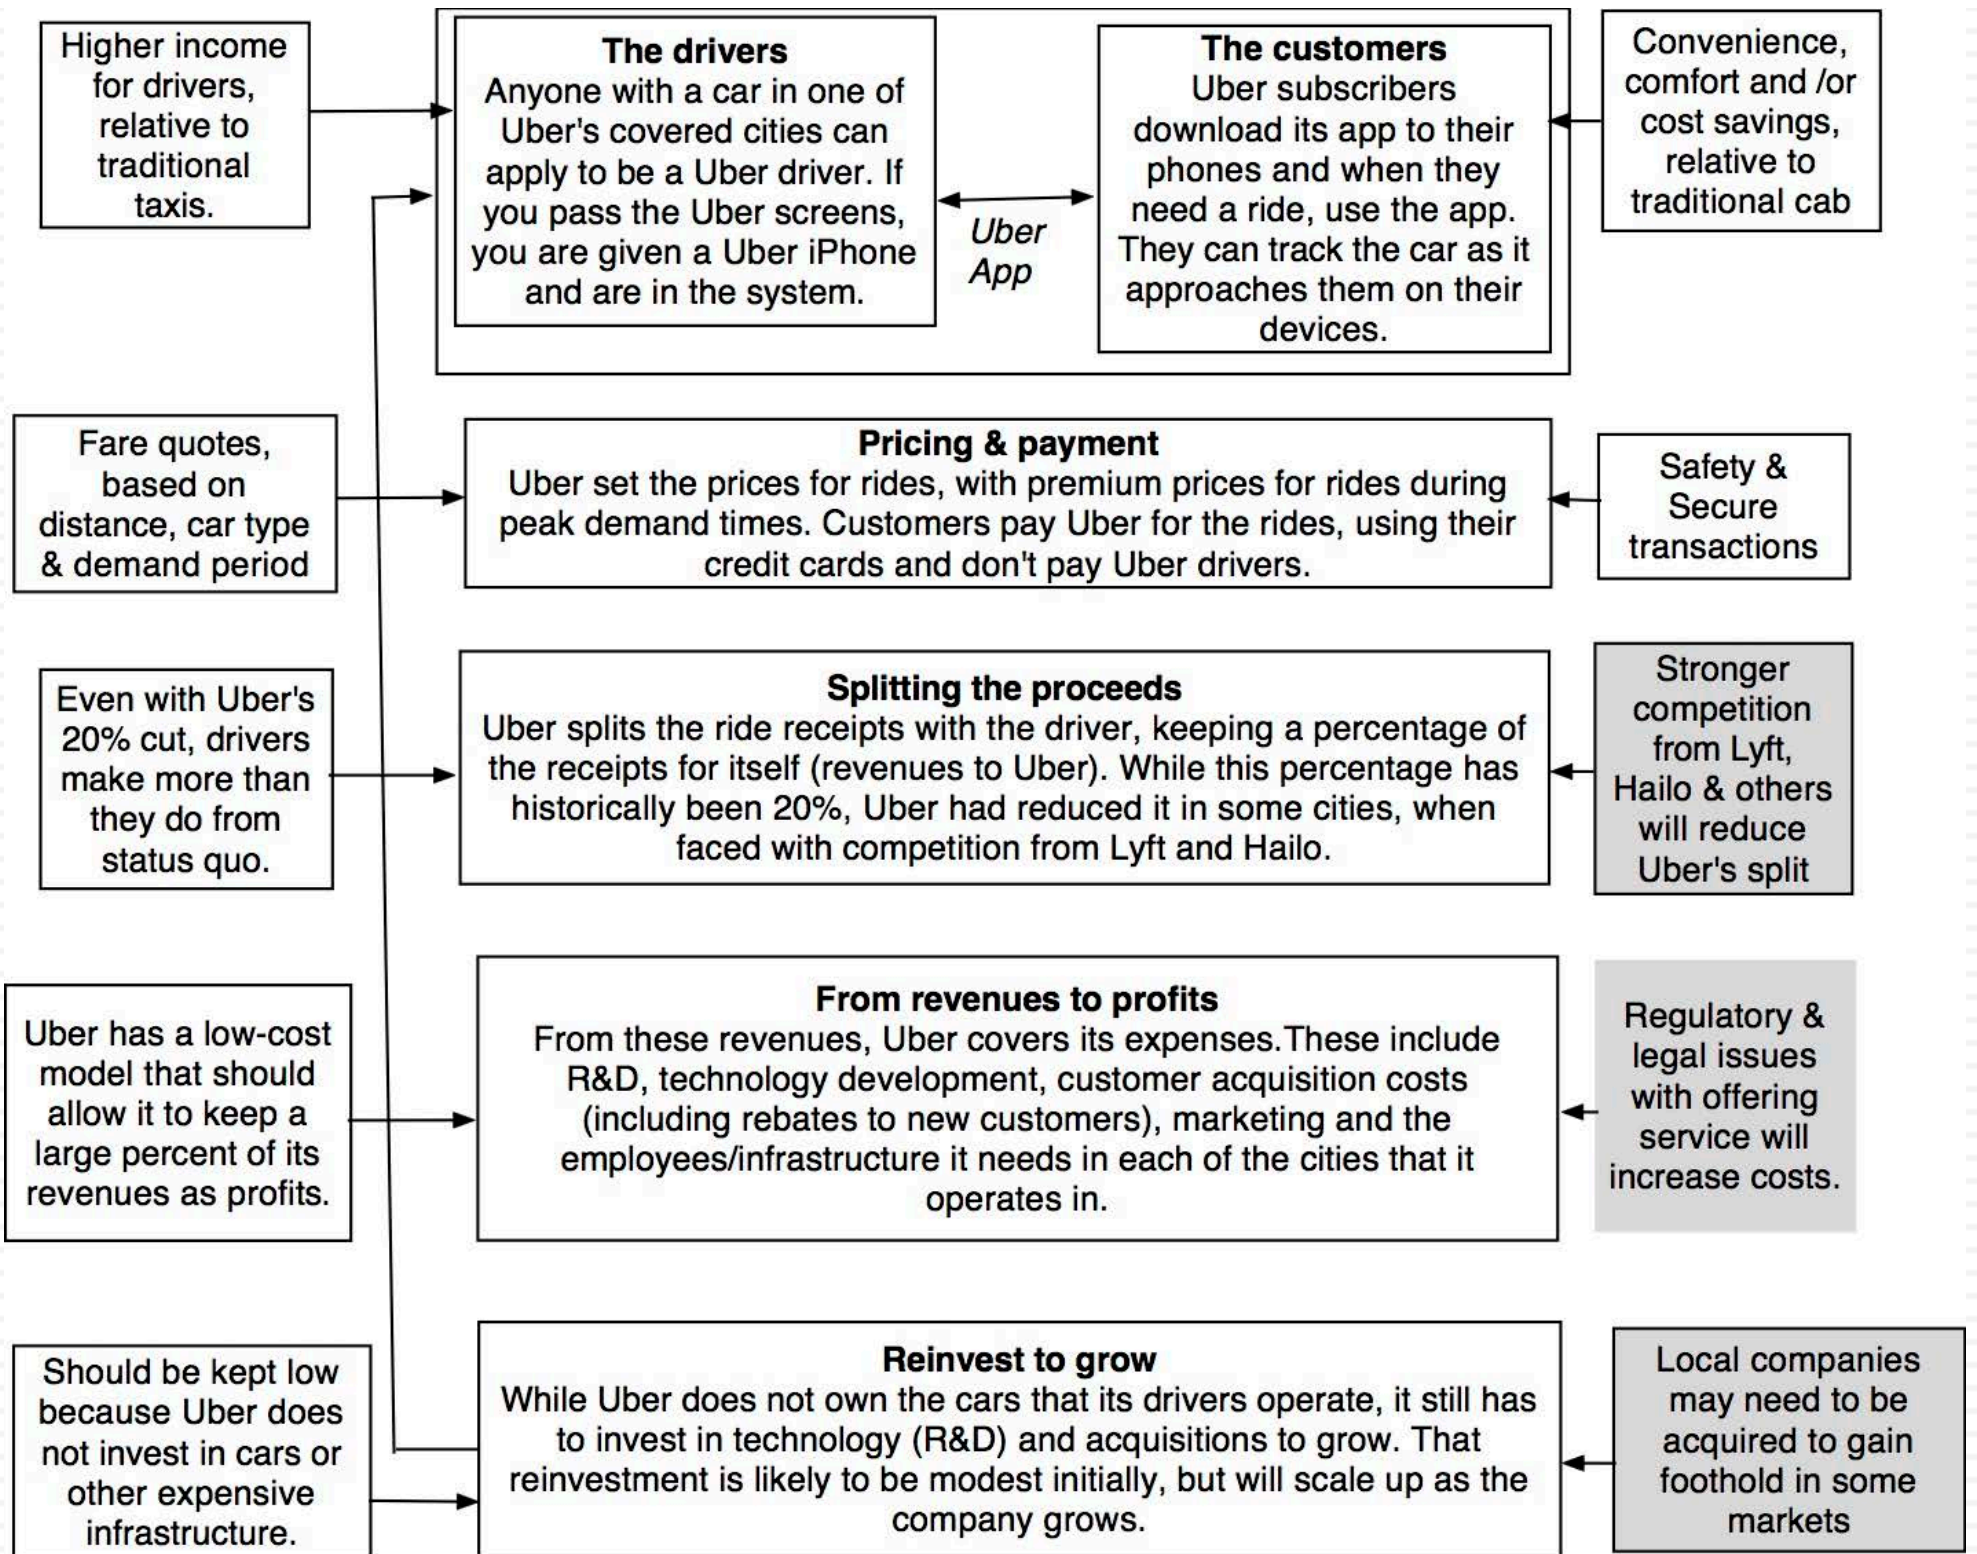 Higher income
for drivers,
relative to
traditional
taxis.
The drivers
Anyone with a car in one of
Uber's covered cities can
apply to be a Uber driver. If
you pass the Uber screens,
you are given a Uber iPhone
and are in the system.
Uber
App
The customers
Uber subscribers
download its app to their
phones and when they
need a ride, use the app.
They can track the car as it
approaches them on their
devices.
Convenience,
comfort and /or
cost savings,
relative to
traditional cab
Fare quotes,
based on
distance, car type
& demand period
Pricing & payment
Uber set the prices for rides, with premium prices for rides during
peak demand times. Customers pay Uber for the rides, using their
credit cards and don't pay Uber drivers.
Safety &
Secure
transactions
Even with Uber's
20% cut, drivers
make more than
they do from
status quo.
Splitting the proceeds
Uber splits the ride receipts with the driver, keeping a percentage of
the receipts for itself (revenues to Uber). While this percentage has
historically been 20%, Uber had reduced it in some cities, when
faced with competition from Lyft and Hailo.
Stronger
competition
from Lyft,
Hailo & others
will reduce
Uber's split
Uber has a low-cost
model that should
allow it to keep a
large percent of its
revenues as profits.
From revenues to profits
From these revenues, Uber covers its expenses.These include
R&D, technology development, customer acquisition costs
(including rebates to new customers), marketing and the
employees/infrastructure it needs in each of the cities that it
operates in.
Regulatory &
legal issues
with offering
service will
increase costs.
Should be kept low
because Uber does
not invest in cars or
other expensive
infrastructure.
Reinvest to grow
While Uber does not own the cars that its drivers operate, it still has
to invest in technology (R&D) and acquisitions to grow. That
reinvestment is likely to be modest initially, but will scale up as the
company grows.
Local companies
may need to be
acquired to gain
foothold in some
markets